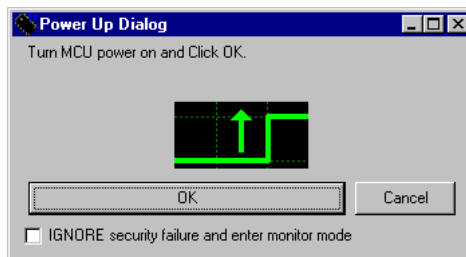 Power Up Dialog
Turn MCU power on and Click OK.
OK
Cancel
IGNORE security failure and enter monitor mode